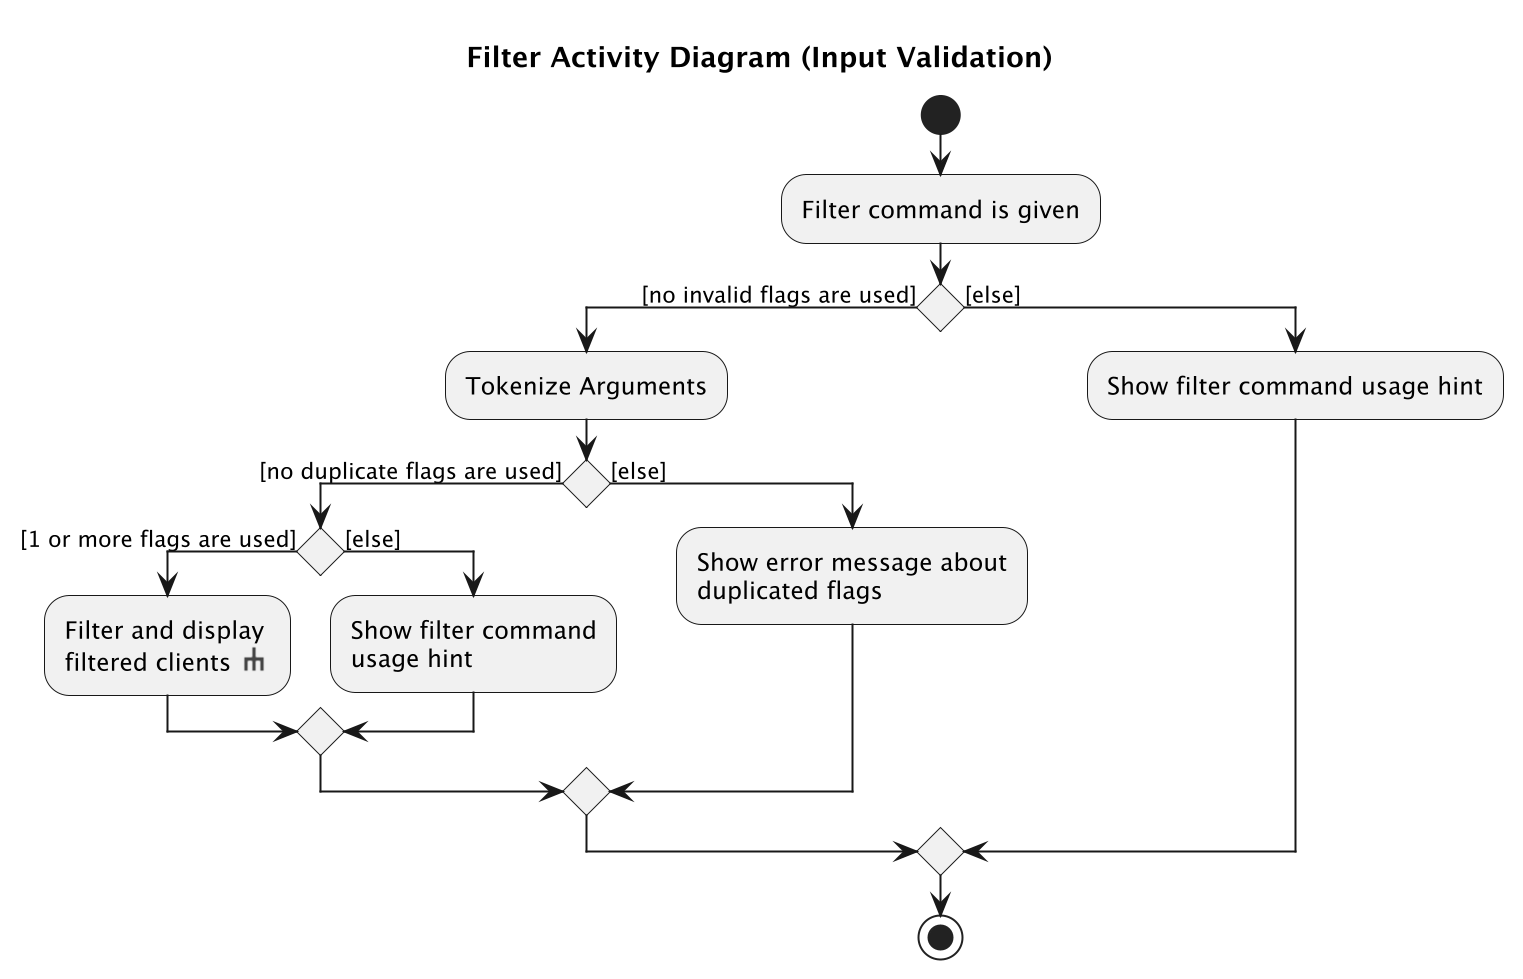 Filter Activity Diagram (Input Validation)
Filter command is given
[no invalid flags are used]
[else]
Tokenize Arguments
Show filter command usage hint
[no duplicate flags are used]
[else]
[1 or more flags are used]
[else]
Show error message about
duplicated flags
Filter and display
filtered clients
Show filter command
usage hint